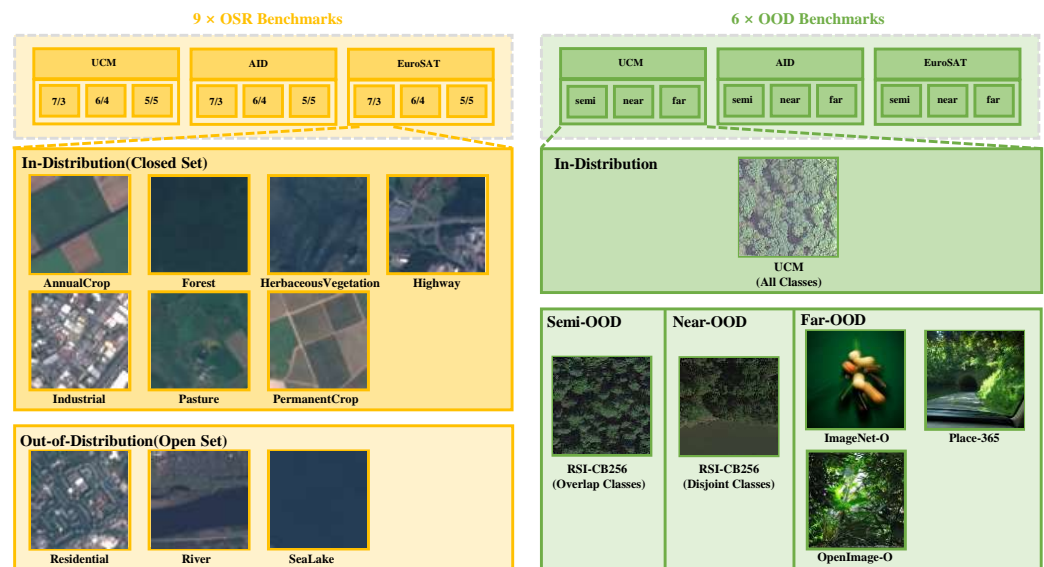 9 × OSR Benchmarks
UCM
AID
EuroSAT
7/3
6/4
5/5
7/3
6/4
5/5
7/3
6/4
5/5
In-Distribution(Closed Set)
AnnualCrop
Forest
HerbaceousVegetation
Highway
Industrial
Pasture
PermanentCrop
Out-of-Distribution(Open Set)
Residential
River
SeaLake
6 × OOD Benchmarks
UCM
AID
EuroSAT
semi
near
far
semi
near
far
semi
near
far
In-Distribution
UCM
(All Classes)
Semi-OOD
RSI-CB256
(Overlap Classes)
Near-OOD
RSI-CB256
(Disjoint Classes)
Far-OOD
ImageNet-O
Place-365
OpenImage-O